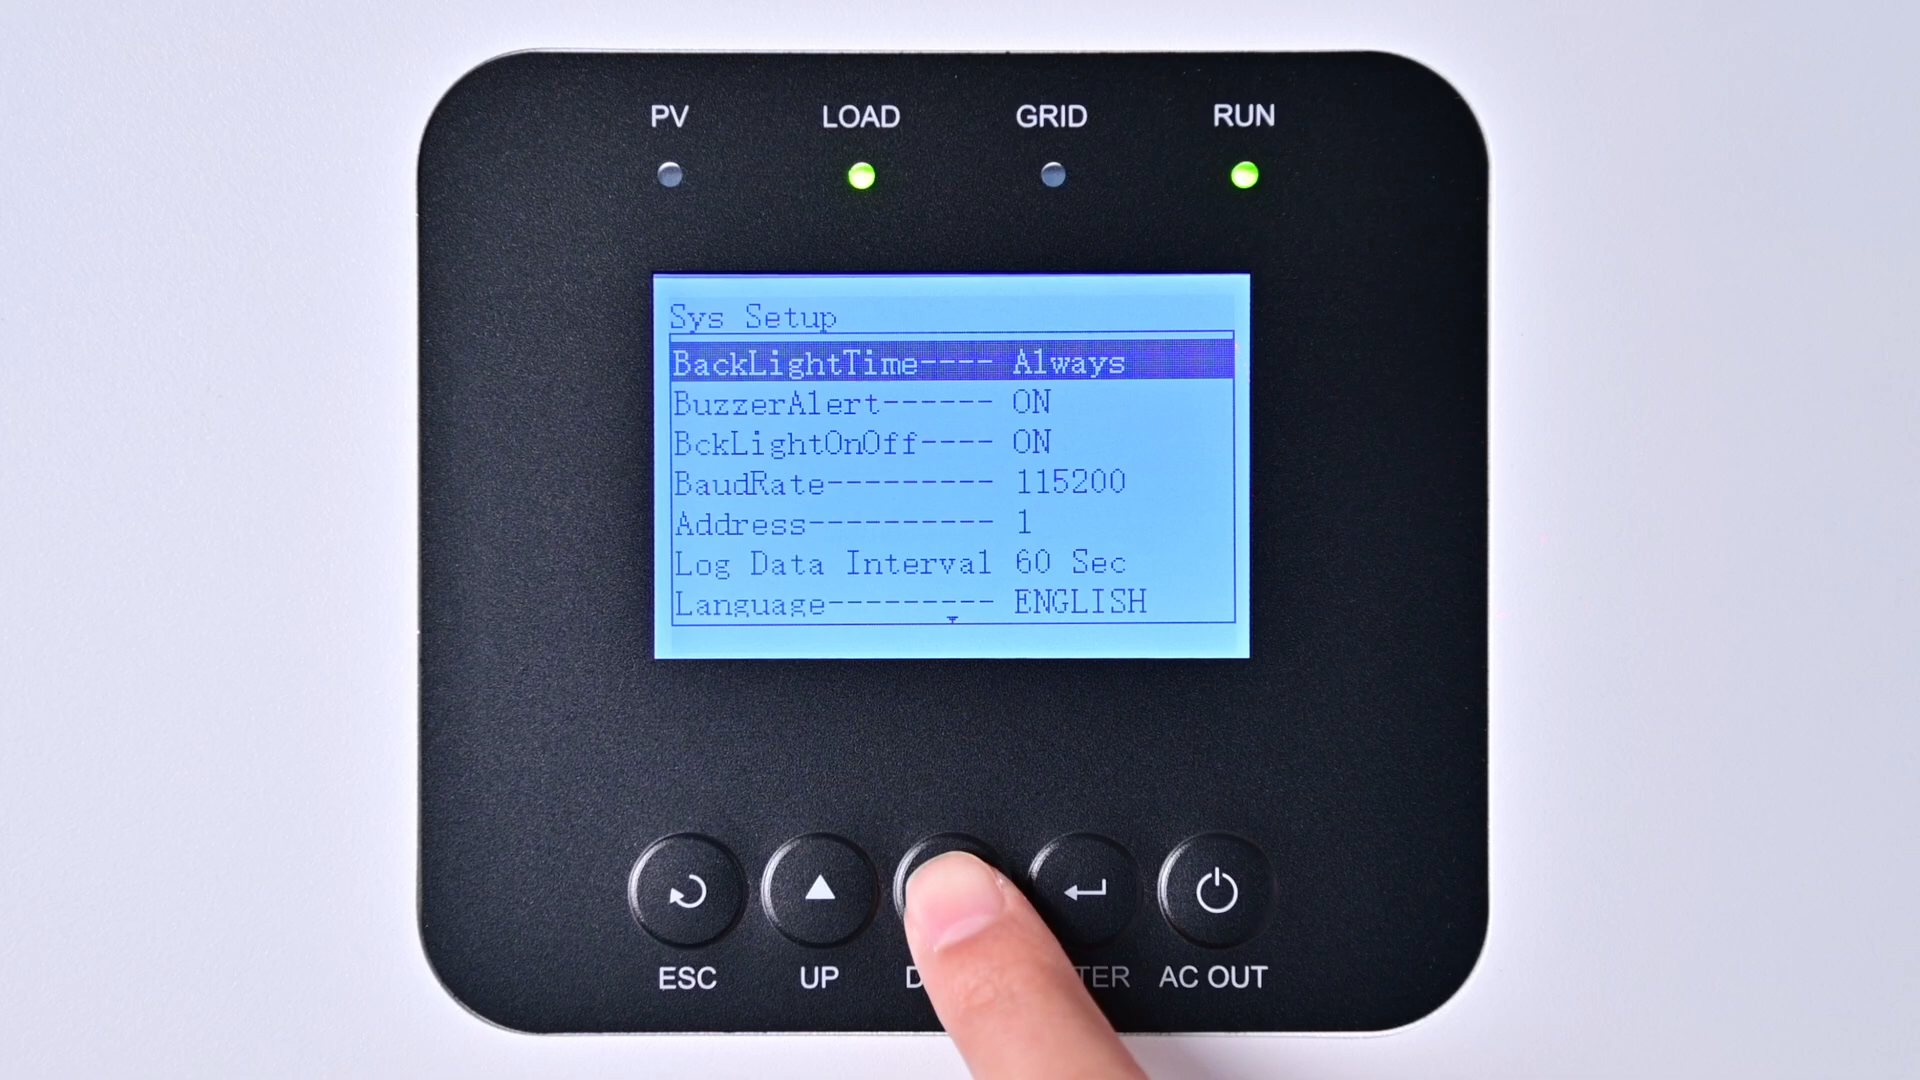 PV LOAD GRID RUN
Sys Setup
BackLightTime---- Always
BuzzerAlert------ ON
BckLightOnOff---- ON
BaudRate--------- 115200
Address---------- 1
Log Data Interval 60 Sec
Language--------- ENGLISH
ESC UP AC OUT